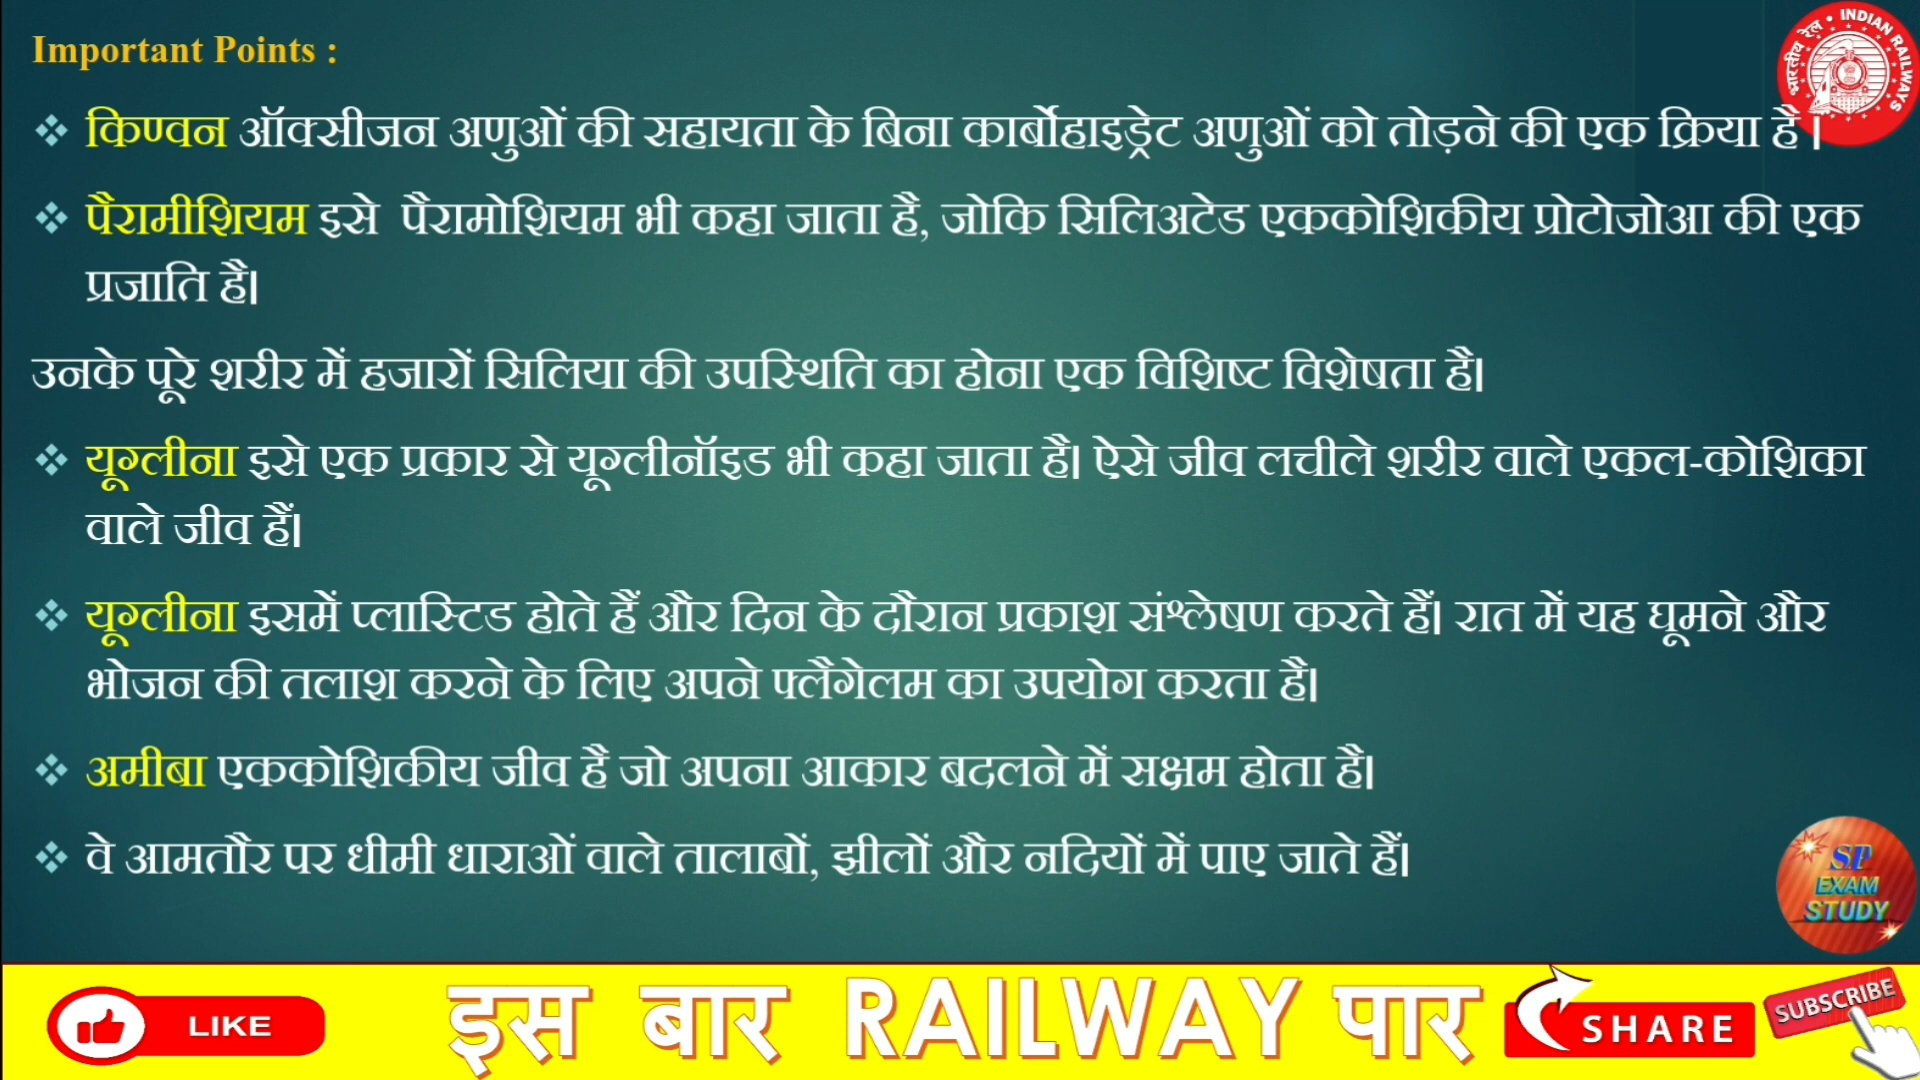 Important Points :
भारतीय रेल • INDIAN RAILWAYS
❖ किण्वन ऑक्सीजन अणुओं की सहायता के बिना कार्बोहाइड्रेट अणुओं को तोड़ने की एक क्रिया है |
❖ पैरामीशियम इसे पैरामोशियम भी कहा जाता है, जोकि सिलिअटेड एककोशिकीय प्रोटोजोआ की एक
प्रजाति है।
उनके पूरे शरीर में हजारों सिलिया की उपस्थिति का होना एक विशिष्ट विशेषता है।
❖ यूग्लीना इसे एक प्रकार से यूग्लीनॉइड भी कहा जाता है। ऐसे जीव लचीले शरीर वाले एकल-कोशिका
वाले जीव हैं।
❖ यूग्लीना इसमें प्लास्टिड होते हैं और दिन के दौरान प्रकाश संश्लेषण करते हैं। रात में यह घूमने और
भोजन की तलाश करने के लिए अपने फ्लैगेलम का उपयोग करता है।
❖ अमीबा एककोशिकीय जीव है जो अपना आकार बदलने में सक्षम होता है।
❖ वे आमतौर पर धीमी धाराओं वाले तालाबों, झीलों और नदियों में पाए जाते हैं।
SP
EXAM
STUDY
LIKE
इस बार RAILWAY पार
SHARE
SUBSCRIBE